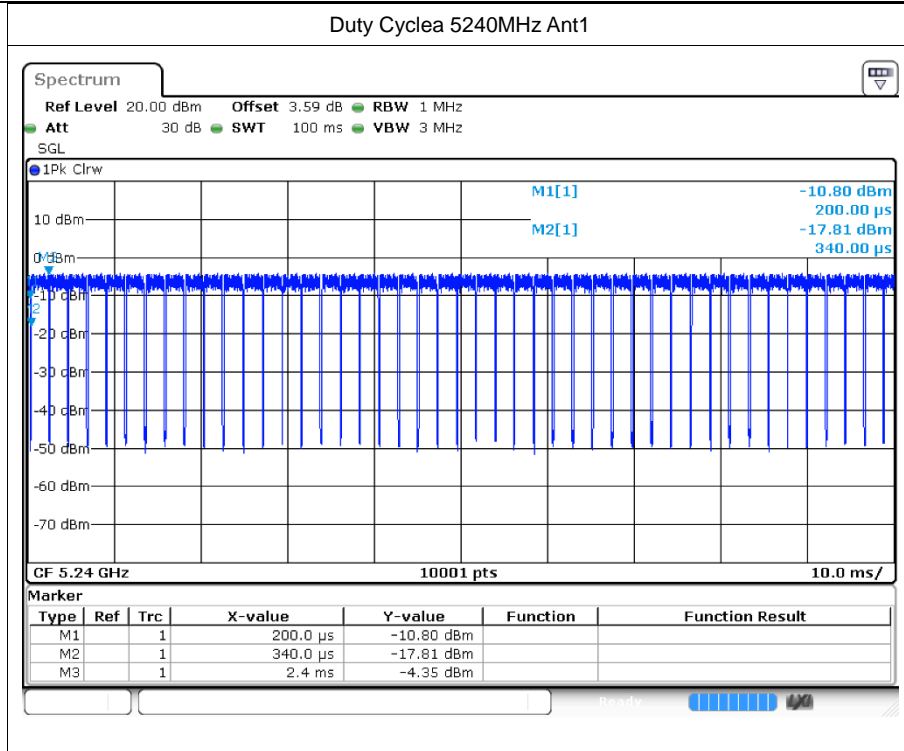 Duty Cyclea 5240MHz Ant1
Spectrum
Ref Level 20.00 dBm Offset 3.59 dB RBW 1 MHz
Att 30 dB SWT 100 ms VBW 3 MHz
SGL
1Pk Clrw
M1[1] -10.80 dBm
200.00 µs
10 dBm
M2[1] -17.81 dBm
340.00 µs
0 dBm
-10 dBm
-20 dBm
-30 dBm
-40 dBm
-50 dBm
-60 dBm
-70 dBm
CF 5.24 GHz 10001 pts 10.0 ms/
Marker
Type Ref Trc X-value Y-value Function Function Result
M1 1 200.0 µs -10.80 dBm
M2 1 340.0 µs -17.81 dBm
M3 1 2.4 ms -4.35 dBm
Ready LXI